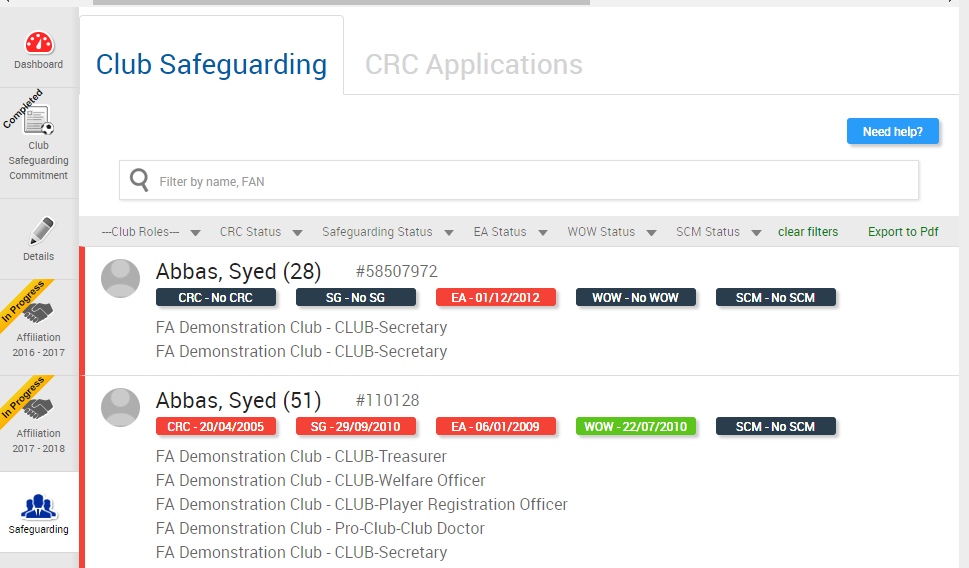 Dashboard
Completed
Club
Safeguarding
Commitment
Details
In Progress
Affiliation
2016 - 2017
In Progress
Affiliation
2017 - 2018
Safeguarding
Club Safeguarding CRC Applications
Need help?
Filter by name, FAN
---Club Roles--- CRC Status Safeguarding Status EA Status WOW Status SCM Status clear filters Export to Pdf
Abbas, Syed (28) #58507972
CRC - No CRC SG - No SG EA - 01/12/2012 WOW - No WOW SCM - No SCM
FA Demonstration Club - CLUB-Secretary
FA Demonstration Club - CLUB-Secretary
Abbas, Syed (51) #110128
CRC - 20/04/2005 SG - 29/09/2010 EA - 06/01/2009 WOW - 22/07/2010 SCM - No SCM
FA Demonstration Club - CLUB-Treasurer
FA Demonstration Club - CLUB-Welfare Officer
FA Demonstration Club - CLUB-Player Registration Officer
FA Demonstration Club - Pro-Club-Club Doctor
FA Demonstration Club - CLUB-Secretary